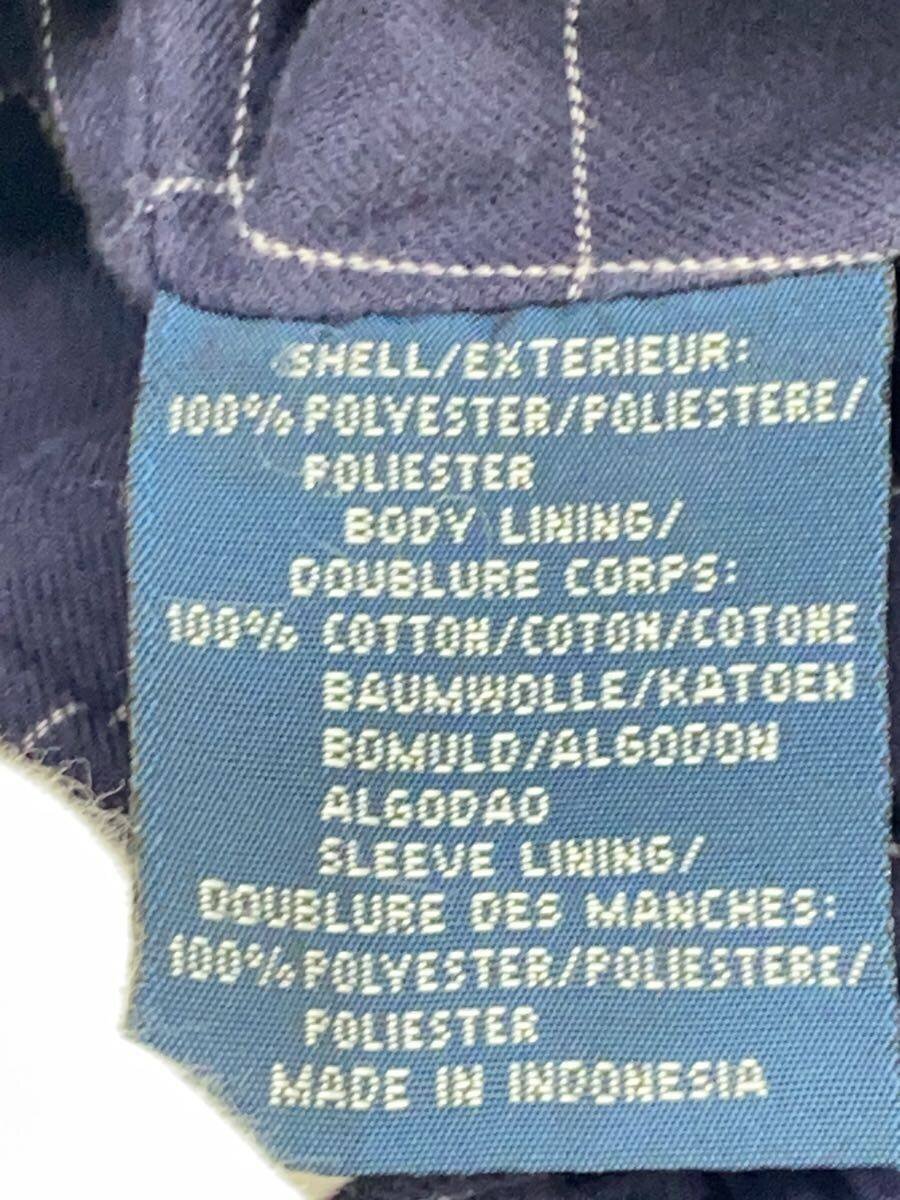 SHELL/EXTERIEUR:
100% POLYESTER/POLIESTERE/
POLIESTER
BODY LINING/
DOUBLURE CORPS:
100% COTTON/COTON/COTONE
BAUMWOLLE/KATOEN
BOMULD/ALGODON
ALGODAO
SLEEVE LINING/
DOUBLURE DES MANCHES:
100% POLYESTER/POLIESTERE/
POLIESTER
MADE IN INDONESIA